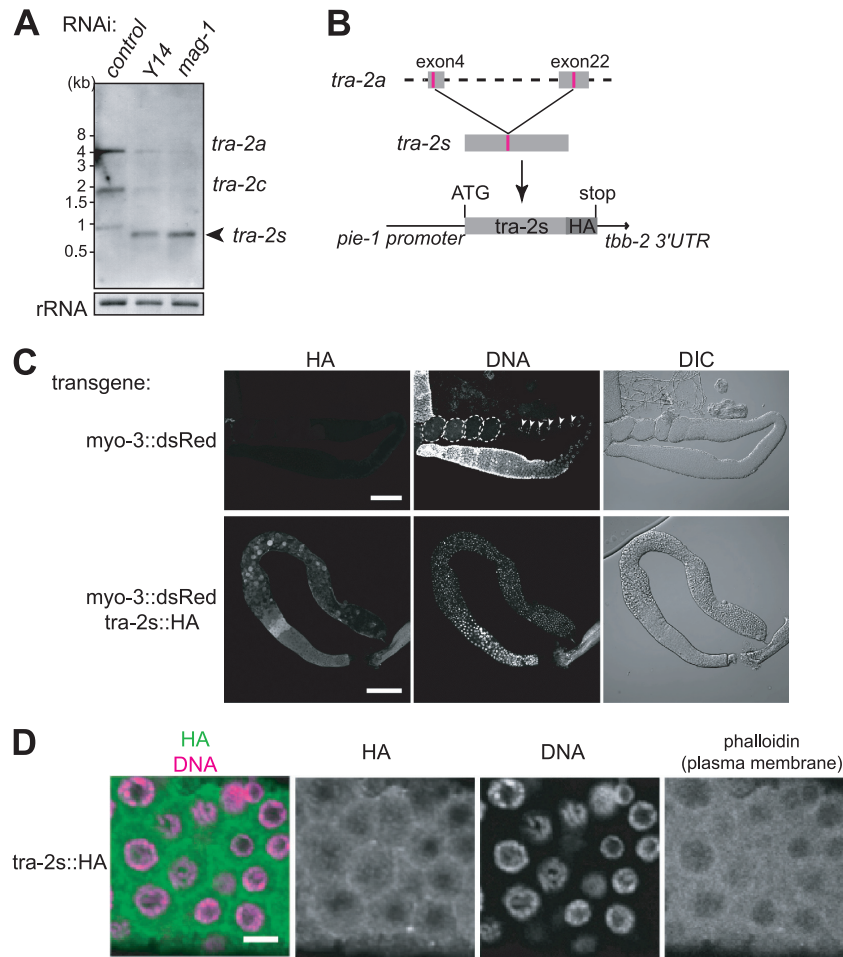 A
RNAi:
control
Y14
mag-1
(kb)
8
4
3
2
1.5
1
0.5
tra-2a
tra-2c
tra-2s
rRNA
B
exon4
exon22
tra-2a
tra-2s
ATG
stop
tra-2s
HA
pie-1 promoter
tbb-2 3'UTR
C
HA
DNA
DIC
transgene:
myo-3::dsRed
myo-3::dsRed
tra-2s::HA
D
HA
DNA
HA
DNA
phalloidin
(plasma membrane)
tra-2s::HA